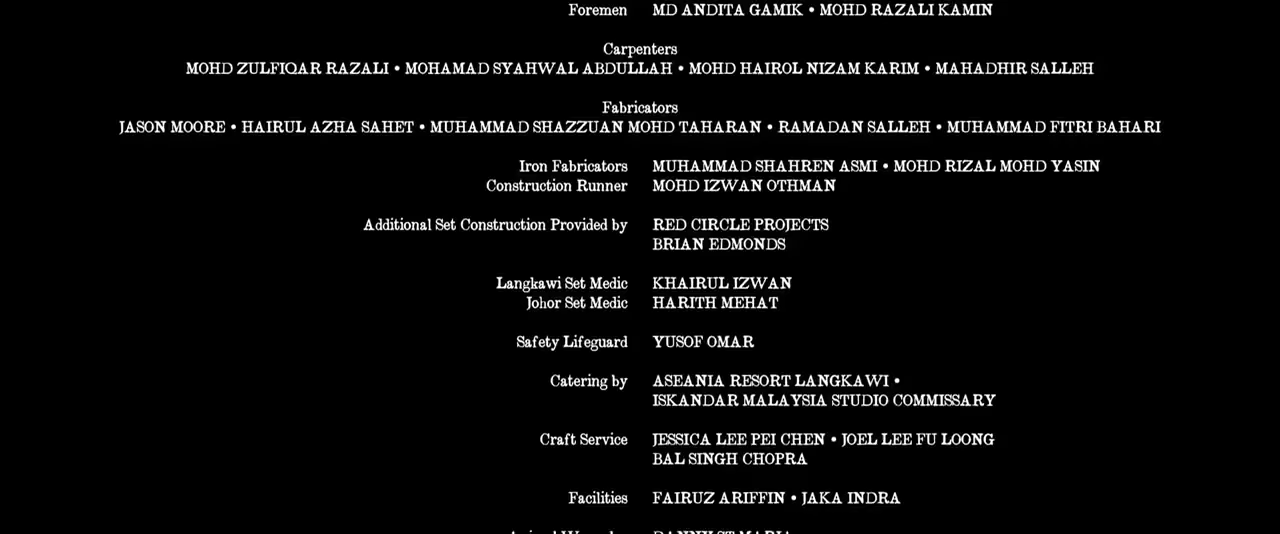 Foremen MD ANDITA GAMIK • MOHD RAZALI KAMIN
Carpenters
MOHD ZULFIQAR RAZALI • MOHAMAD SYAHWAL ABDULLAH • MOHD HAIROL NIZAM KARIM • MAHADHIR SALLEH
Fabricators
JASON MOORE • HAIRUL AZHA SAHET • MUHAMMAD SHAZZUAN MOHD TAHARAN • RAMADAN SALLEH • MUHAMMAD FITRI BAHARI
Iron Fabricators MUHAMMAD SHAHREN ASMI • MOHD RIZAL MOHD YASIN
Construction Runner MOHD IZWAN OTHMAN
Additional Set Construction Provided by RED CIRCLE PROJECTS
BRIAN EDMONDS
Langkawi Set Medic KHAIRUL IZWAN
Johor Set Medic HARITH MEHAT
Safety Lifeguard YUSOF OMAR
Catering by ASEANIA RESORT LANGKAWI •
ISKANDAR MALAYSIA STUDIO COMMISSARY
Craft Service JESSICA LEE PEI CHEN • JOEL LEE FU LOONG
BAL SINGH CHOPRA
Facilities FAIRUZ ARIFFIN • JAKA INDRA